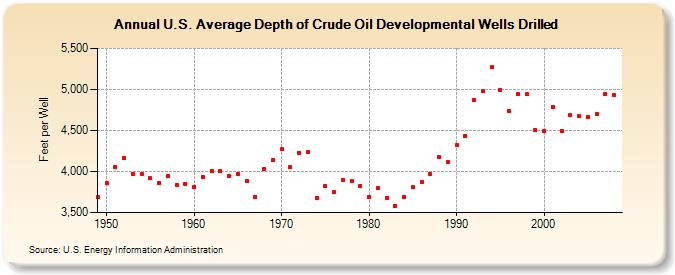 Annual U.S. Average Depth of Crude Oil Developmental Wells Drilled
Feet per Well
5,500
5,000
4,500
4,000
3,500
1950 1960 1970 1980 1990 2000
Source: U.S. Energy Information Administration